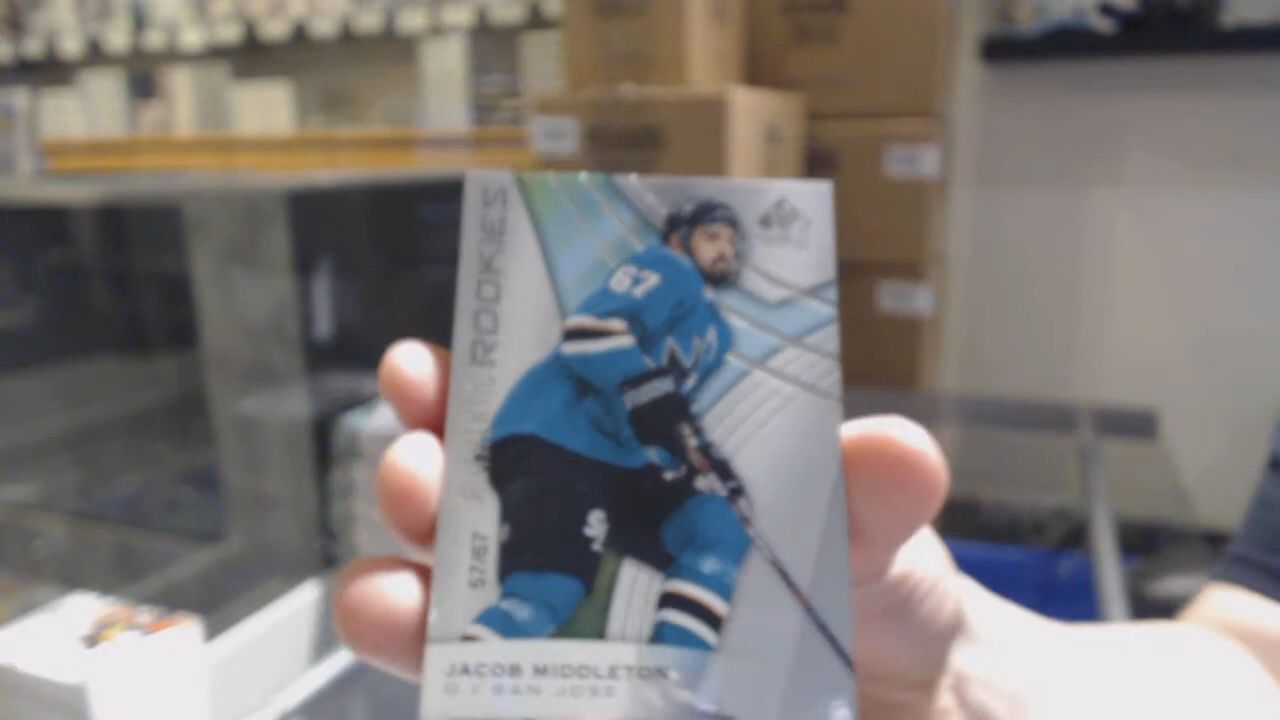 ROOKIES
67
57/67
JACOB MIDDLETON
D / SAN JOSE